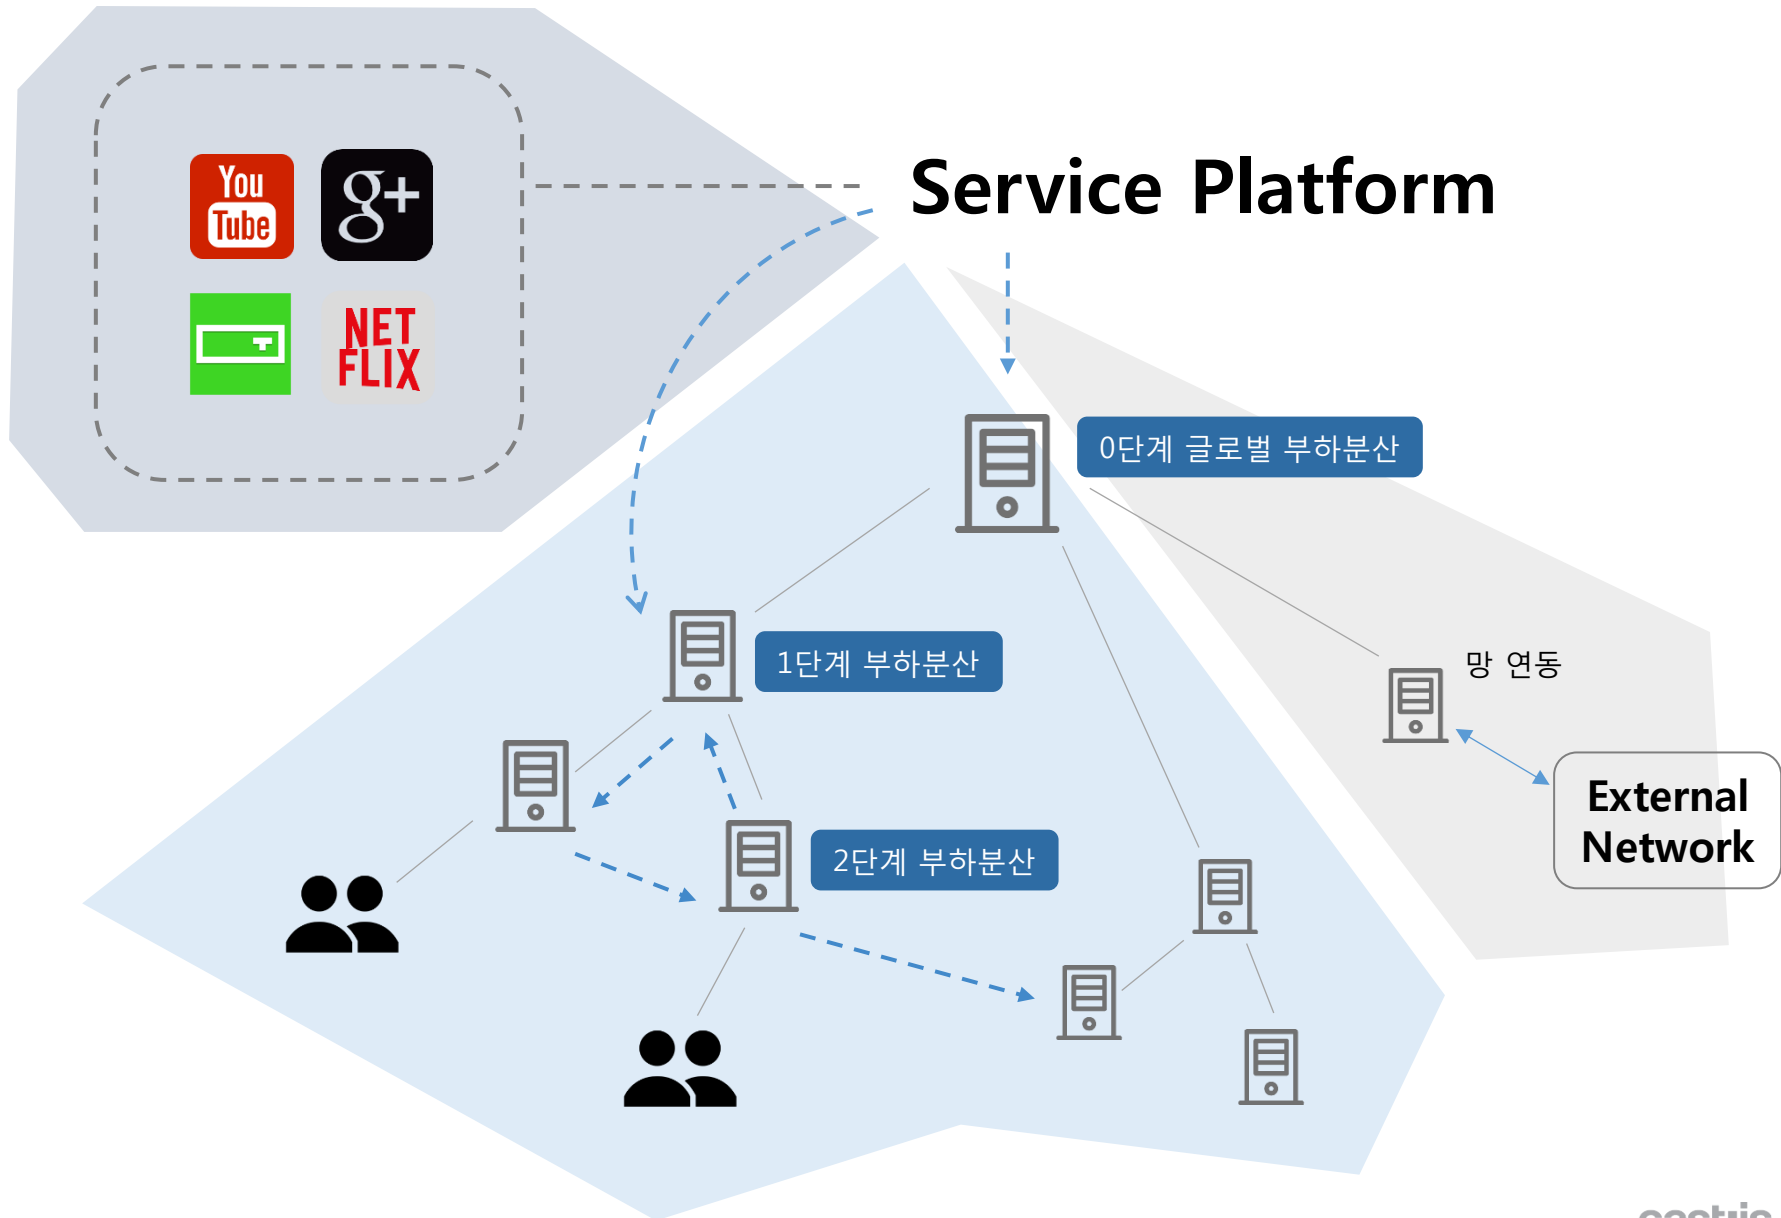 You
Tube
g+
NET
FLIX
Service Platform
0단계 글로벌 부하분산
1단계 부하분산
망 연동
External
Network
2단계 부하분산